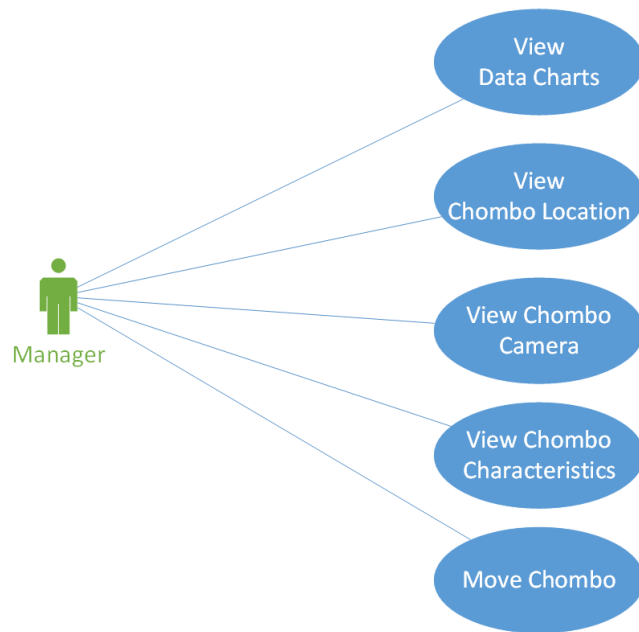 View
Data Charts
View
Chombo Location
View Chombo
Camera
Manager
View Chombo
Characteristics
Move Chombo